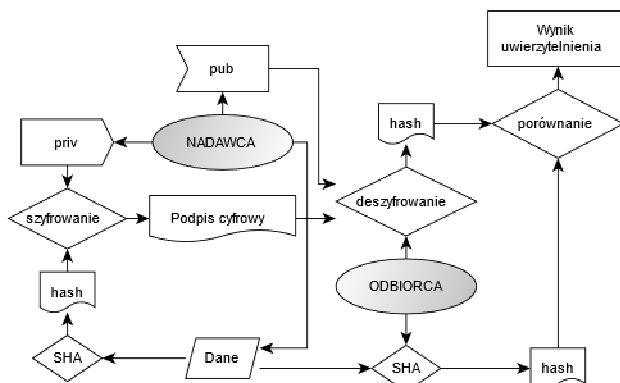 Wynik
uwierzytelnienia
pub
hash
porównanie
priv
NADAWCA
szyfrowanie
Podpis cyfrowy
deszyfrowanie
hash
ODBIORCA
SHA
Dane
SHA
hash